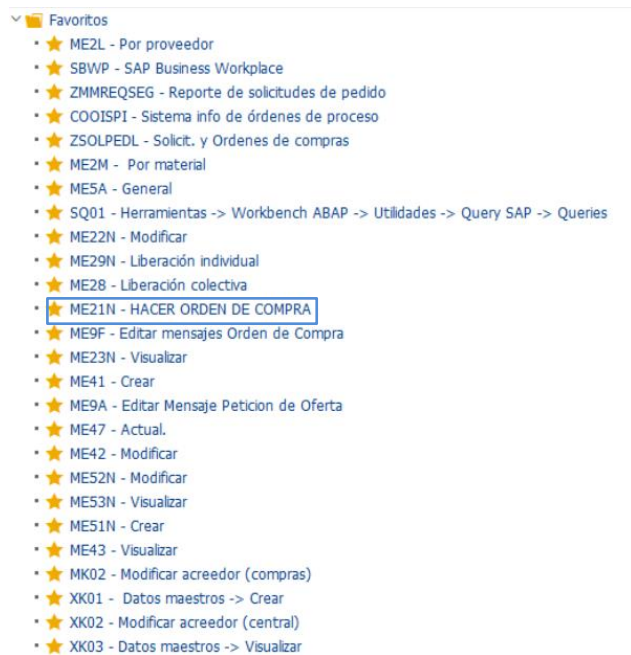 Favoritos
ME2L - Por proveedor
SBWP - SAP Business Workplace
ZMMREQSEG - Reporte de solicitudes de pedido
COOISPI - Sistema info de órdenes de proceso
ZSOLPEDL - Solicit. y Ordenes de compras
ME2M - Por material
ME5A - General
SQ01 - Herramientas -> Workbench ABAP -> Utilidades -> Query SAP -> Queries
ME22N - Modificar
ME29N - Liberación individual
ME28 - Liberación colectiva
ME21N - HACER ORDEN DE COMPRA
ME9F - Editar mensajes Orden de Compra
ME23N - Visualizar
ME41 - Crear
ME9A - Editar Mensaje Peticion de Oferta
ME47 - Actual.
ME42 - Modificar
ME52N - Modificar
ME53N - Visualizar
ME51N - Crear
ME43 - Visualizar
MK02 - Modificar acreedor (compras)
XK01 - Datos maestros -> Crear
XK02 - Modificar acreedor (central)
XK03 - Datos maestros -> Visualizar